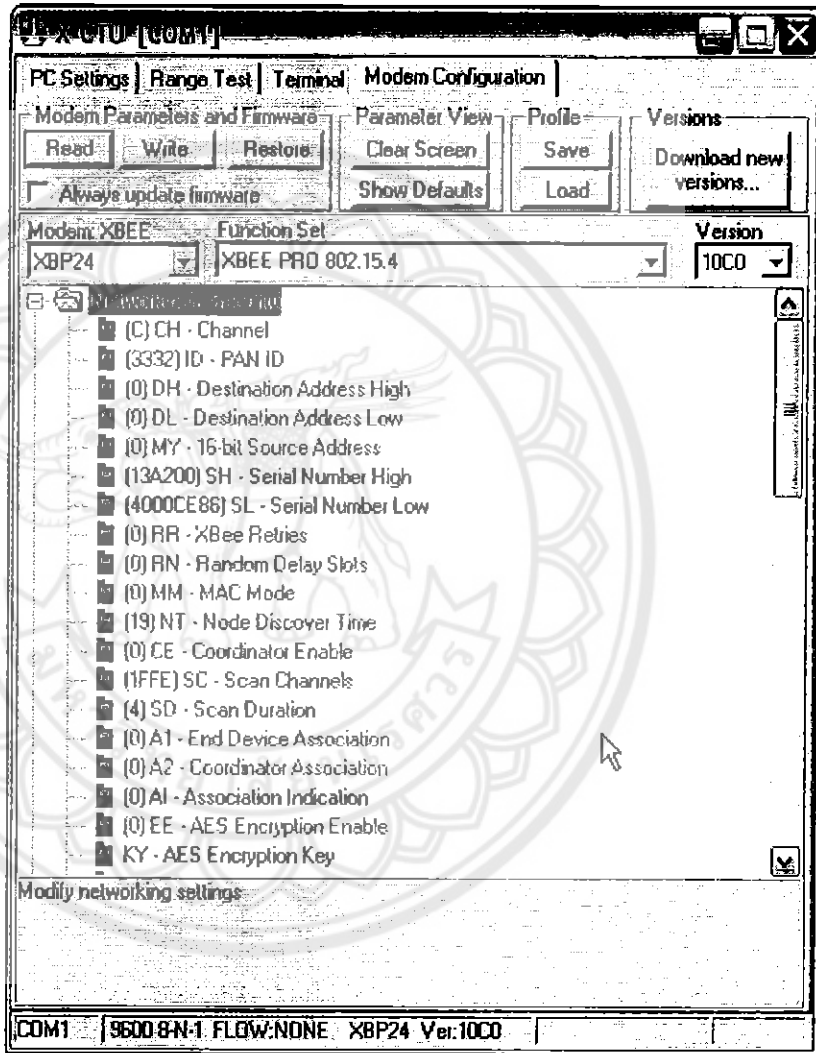 X-CTU [COM1]
PC Settings Range Test Terminal Modem Configuration
Modem Parameters and Firmware Parameter View Profile Versions
Read Write Restore Clear Screen Save Download new versions...
Always update firmware Show Defaults Load
Modem: XBEE Function Set Version
XBP24 XBEE PRO 802.15.4 10C0
Networking & Security
(C) CH - Channel
(3332) ID - PAN ID
(0) DH - Destination Address High
(0) DL - Destination Address Low
(0) MY - 16-bit Source Address
(13A200) SH - Serial Number High
(4000CE86) SL - Serial Number Low
(0) RR - XBee Retries
(0) RN - Random Delay Slots
(0) MM - MAC Mode
(19) NT - Node Discover Time
(0) CE - Coordinator Enable
(1FFE) SC - Scan Channels
(4) SD - Scan Duration
(0) A1 - End Device Association
(0) A2 - Coordinator Association
(0) AI - Association Indication
(0) EE - AES Encryption Enable
KY - AES Encryption Key
Modify networking settings
COM1 9600 8-N-1 FLOW:NONE XBP24 Ver:10C0